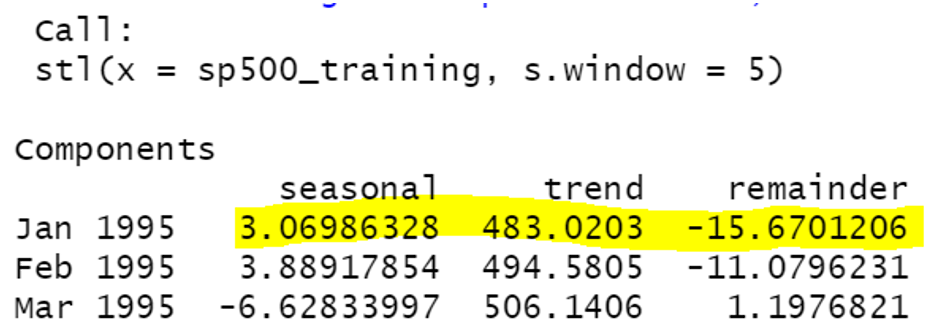 Call:
stl(x = sp500_training, s.window = 5)
Components
seasonal trend remainder
Jan 1995 3.06986328 483.0203 -15.6701206
Feb 1995 3.88917854 494.5805 -11.0796231
Mar 1995 -6.62833997 506.1406 1.1976821